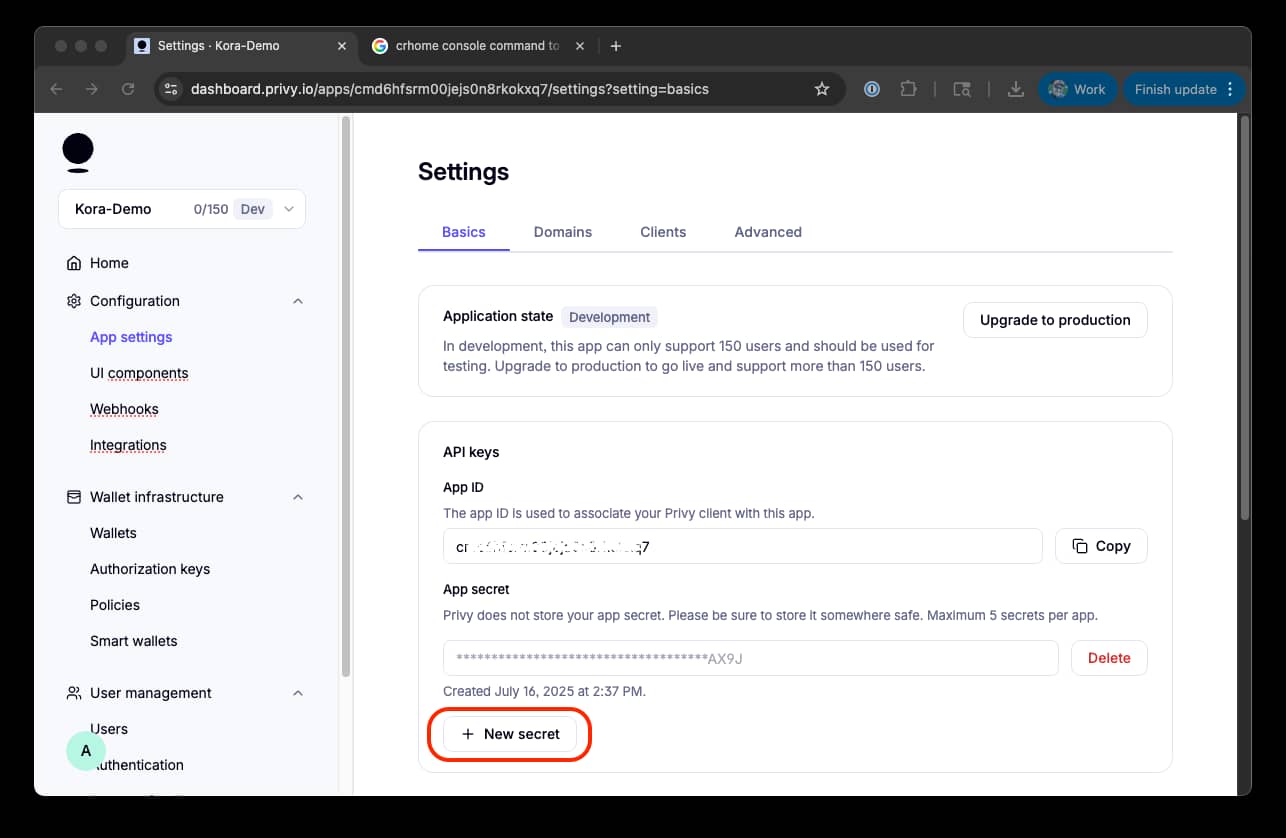 Settings · Kora-Demo
crhome console command to
dashboard.privy.io/apps/cmd6hfsrm00jejs0n8rkokxq7/settings?setting=basics
Work
Finish update
Kora-Demo 0/150 Dev
Home
Configuration
App settings
UI components
Webhooks
Integrations
Wallet infrastructure
Wallets
Authorization keys
Policies
Smart wallets
User management
Users
A
uthentication
Settings
Basics Domains Clients Advanced
Application state Development
Upgrade to production
In development, this app can only support 150 users and should be used for
testing. Upgrade to production to go live and support more than 150 users.
API keys
App ID
The app ID is used to associate your Privy client with this app.
Copy
App secret
Privy does not store your app secret. Please be sure to store it somewhere safe. Maximum 5 secrets per app.
************************************AX9J
Delete
Created July 16, 2025 at 2:37 PM.
+ New secret